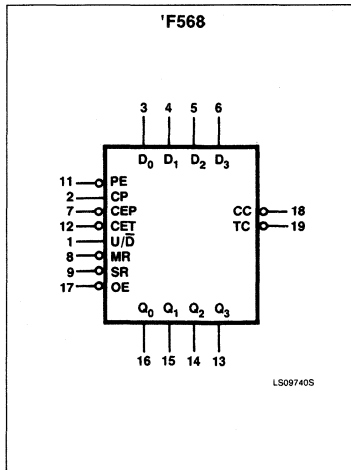 'F568
3 4 5 6
D0 D1 D2 D3
11 PE
2 CP
7 CEP CC 18
12 CET TC 19
1 U/D̅
8 MR
9 SR
17 OE
Q0 Q1 Q2 Q3
16 15 14 13
LS09740S